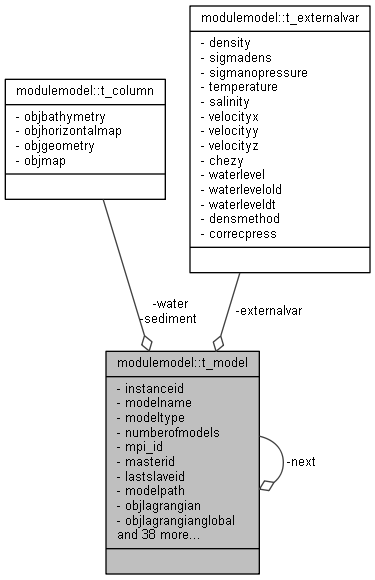 modulemodel::t_externalvar
- density
- sigmadens
- sigmanopressure
- temperature
- salinity
- velocityx
- velocityy
- velocityz
- chezy
- waterlevel
- waterlevelold
- waterleveldt
- densmethod
- correcpress
modulemodel::t_column
- objbathymetry
- objhorizontalmap
- objgeometry
- objmap
-water
-sediment
-externalvar
modulemodel::t_model
- instanceid
- modelname
- modeltype
- numberofmodels
- mpi_id
- masterid
- lastslaveid
- modelpath
- objlagrangian
- objlagrangianglobal
and 38 more...
-next